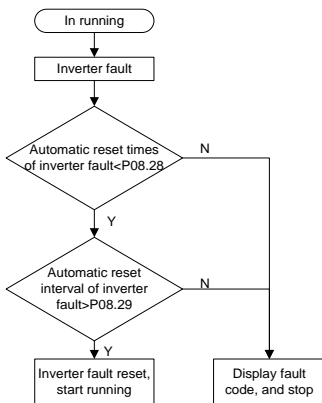 In running
Inverter fault
Automatic reset times
of inverter fault<P08.28
N
Y
Automatic reset
interval of inverter
fault>P08.29
N
Y
Inverter fault reset,
start running
Display fault
code, and stop